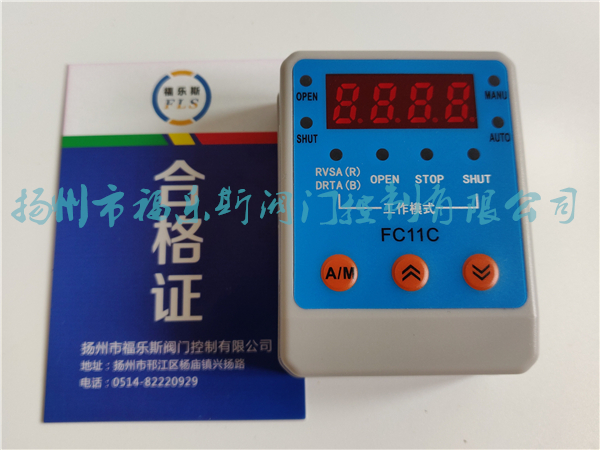 福乐斯
FLS
合格证
扬州市福乐斯阀门控制有限公司
地址：扬州市邗江区杨庙镇兴扬路
电话：0514-82220929
8.8.8.8
OPEN
MANU
SHUT
AUTO
RVSA (R)
DRTA (B)
OPEN
STOP
SHUT
工作模式
FC11C
A/M
扬州市福乐斯阀门控制有限公司